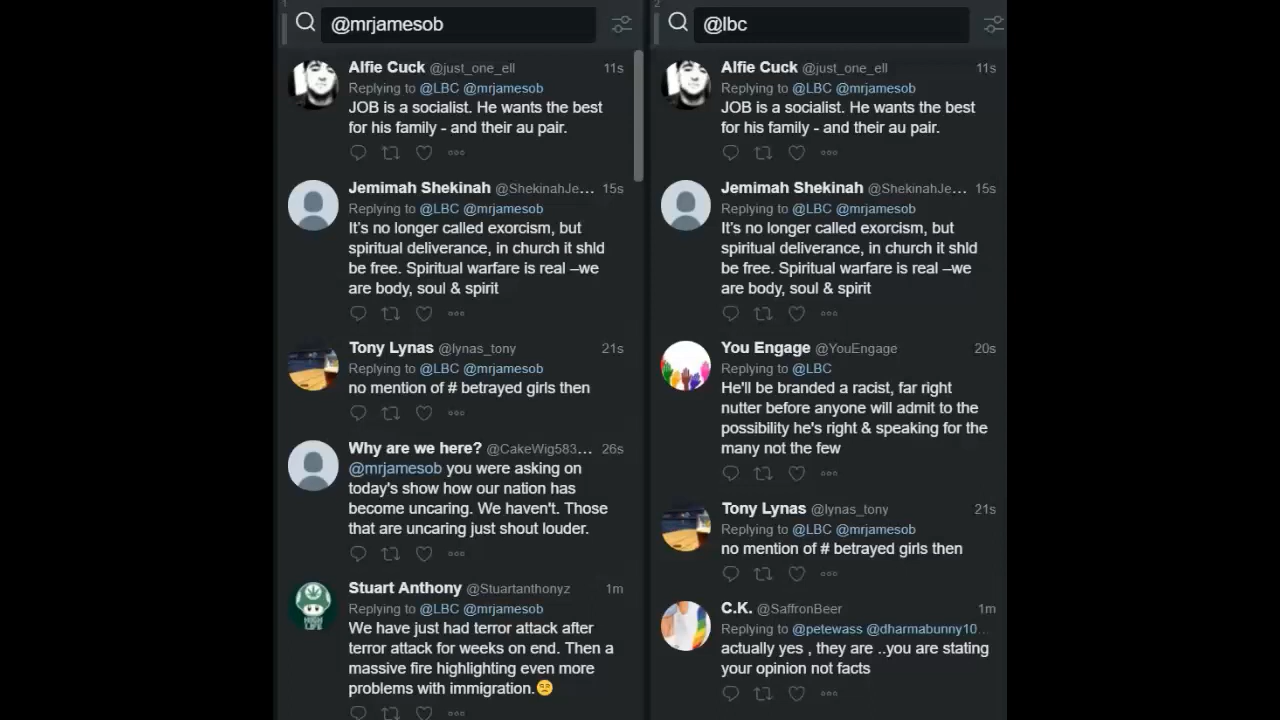 1
@mrjamesob
Alfie Cuck @just_one_ell 11s
Replying to @LBC @mrjamesob
JOB is a socialist. He wants the best
for his family - and their au pair.
Jemimah Shekinah @ShekinahJe... 15s
Replying to @LBC @mrjamesob
It's no longer called exorcism, but
spiritual deliverance, in church it shld
be free. Spiritual warfare is real –we
are body, soul & spirit
Tony Lynas @lynas_tony 21s
Replying to @LBC @mrjamesob
no mention of # betrayed girls then
Why are we here? @CakeWig583... 26s
@mrjamesob you were asking on
today's show how our nation has
become uncaring. We haven't. Those
that are uncaring just shout louder.
Stuart Anthony @Stuartanthonyz 1m
Replying to @LBC @mrjamesob
We have just had terror attack after
terror attack for weeks on end. Then a
massive fire highlighting even more
problems with immigration.😒
HIGH
LIFE
2
@lbc
Alfie Cuck @just_one_ell 11s
Replying to @LBC @mrjamesob
JOB is a socialist. He wants the best
for his family - and their au pair.
Jemimah Shekinah @ShekinahJe... 15s
Replying to @LBC @mrjamesob
It's no longer called exorcism, but
spiritual deliverance, in church it shld
be free. Spiritual warfare is real –we
are body, soul & spirit
You Engage @YouEngage 20s
Replying to @LBC
He'll be branded a racist, far right
nutter before anyone will admit to the
possibility he's right & speaking for the
many not the few
Tony Lynas @lynas_tony 21s
Replying to @LBC @mrjamesob
no mention of # betrayed girls then
C.K. @SaffronBeer 1m
Replying to @petewass @dharmabunny10...
actually yes , they are ..you are stating
your opinion not facts